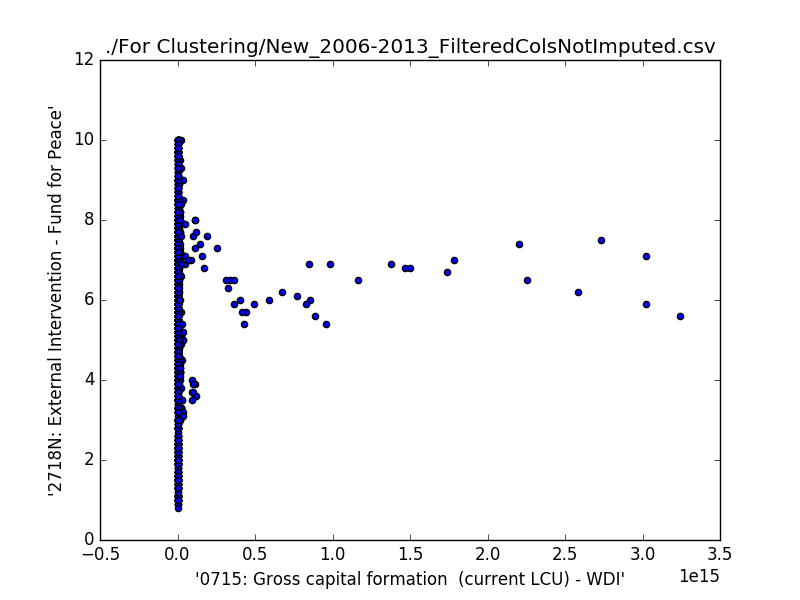 ./For Clustering/New_2006-2013_FilteredColsNotImputed.csv
12
10
8
6
4
2
0
'2718N: External Intervention - Fund for Peace'
−0.5 0.0 0.5 1.0 1.5 2.0 2.5 3.0 3.5
1e15
'0715: Gross capital formation  (current LCU) - WDI'